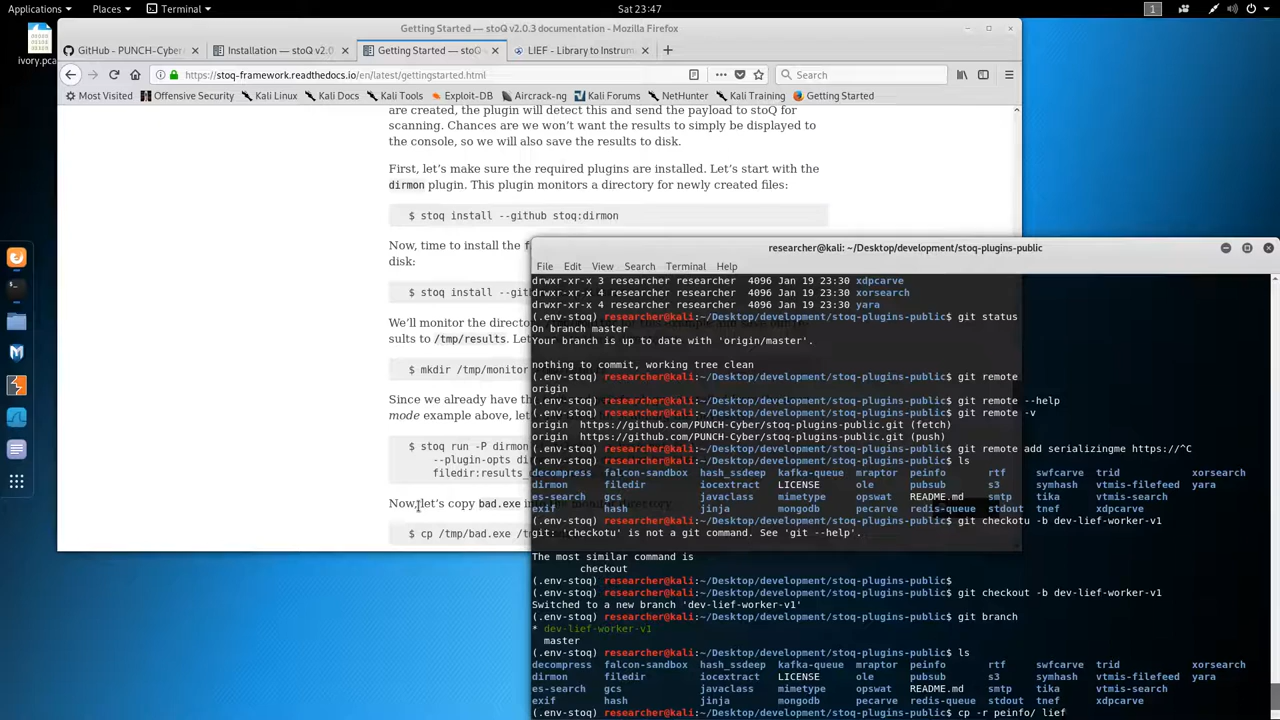 Applications Places Terminal Sat 23:47 1
ivory.pca
Getting Started — stoQ v2.0.3 documentation - Mozilla Firefox
GitHub - PUNCH-Cyber Installation — stoQ v2.0 Getting Started — stoQ LIEF - Library to Instrum
https://stoq-framework.readthedocs.io/en/latest/gettingstarted.html Search
Most Visited Offensive Security Kali Linux Kali Docs Kali Tools Exploit-DB Aircrack-ng Kali Forums NetHunter Kali Training Getting Started
are created, the plugin will detect this and send the payload to stoQ for
scanning. Chances are we won't want the results to simply be displayed to
the console, so we will also save the results to disk.
First, let's make sure the required plugins are installed. Let's start with the
dirmon plugin. This plugin monitors a directory for newly created files:
$ stoq install --github stoq:dirmon
Now, time to install the f
disk:
$ stoq install --gith
We'll monitor the director
sults to /tmp/results. Let
$ mkdir /tmp/monitor
Since we already have th
mode example above, let
$ stoq run -P dirmon
--plugin-opts di
filedir:results_
Now, let's copy bad.exe into the monitor directory
$ cp /tmp/bad.exe /tm
researcher@kali: ~/Desktop/development/stoq-plugins-public
File Edit View Search Terminal Help
drwxr-xr-x 3 researcher researcher 4096 Jan 19 23:30 xdpcarve
drwxr-xr-x 4 researcher researcher 4096 Jan 19 23:30 xorsearch
drwxr-xr-x 4 researcher researcher 4096 Jan 19 23:30 yara
(.env-stoq) researcher@kali:~/Desktop/development/stoq-plugins-public$ git status
On branch master
Your branch is up to date with 'origin/master'.
nothing to commit, working tree clean
(.env-stoq) researcher@kali:~/Desktop/development/stoq-plugins-public$ git remote
origin
(.env-stoq) researcher@kali:~/Desktop/development/stoq-plugins-public$ git remote --help
(.env-stoq) researcher@kali:~/Desktop/development/stoq-plugins-public$ git remote -v
origin https://github.com/PUNCH-Cyber/stoq-plugins-public.git (fetch)
origin https://github.com/PUNCH-Cyber/stoq-plugins-public.git (push)
(.env-stoq) researcher@kali:~/Desktop/development/stoq-plugins-public$ git remote add serializingme https://^C
(.env-stoq) researcher@kali:~/Desktop/development/stoq-plugins-public$ ls
decompress falcon-sandbox hash_ssdeep kafka-queue mraptor peinfo rtf swfcarve trid xorsearch
dirmon filedir iocextract LICENSE ole pubsub s3 symhash vtmis-filefeed yara
es-search gcs javaclass mimetype opswat README.md smtp tika vtmis-search
exif hash jinja mongodb pecarve redis-queue stdout tnef xdpcarve
(.env-stoq) researcher@kali:~/Desktop/development/stoq-plugins-public$ git checkotu -b dev-lief-worker-v1
git: 'checkotu' is not a git command. See 'git --help'.
The most similar command is
checkout
(.env-stoq) researcher@kali:~/Desktop/development/stoq-plugins-public$
(.env-stoq) researcher@kali:~/Desktop/development/stoq-plugins-public$ git checkout -b dev-lief-worker-v1
Switched to a new branch 'dev-lief-worker-v1'
(.env-stoq) researcher@kali:~/Desktop/development/stoq-plugins-public$ git branch
* dev-lief-worker-v1
master
(.env-stoq) researcher@kali:~/Desktop/development/stoq-plugins-public$ ls
decompress falcon-sandbox hash_ssdeep kafka-queue mraptor peinfo rtf swfcarve trid xorsearch
dirmon filedir iocextract LICENSE ole pubsub s3 symhash vtmis-filefeed yara
es-search gcs javaclass mimetype opswat README.md smtp tika vtmis-search
exif hash jinja mongodb pecarve redis-queue stdout tnef xdpcarve
(.env-stoq) researcher@kali:~/Desktop/development/stoq-plugins-public$ cp -r peinfo/ lief